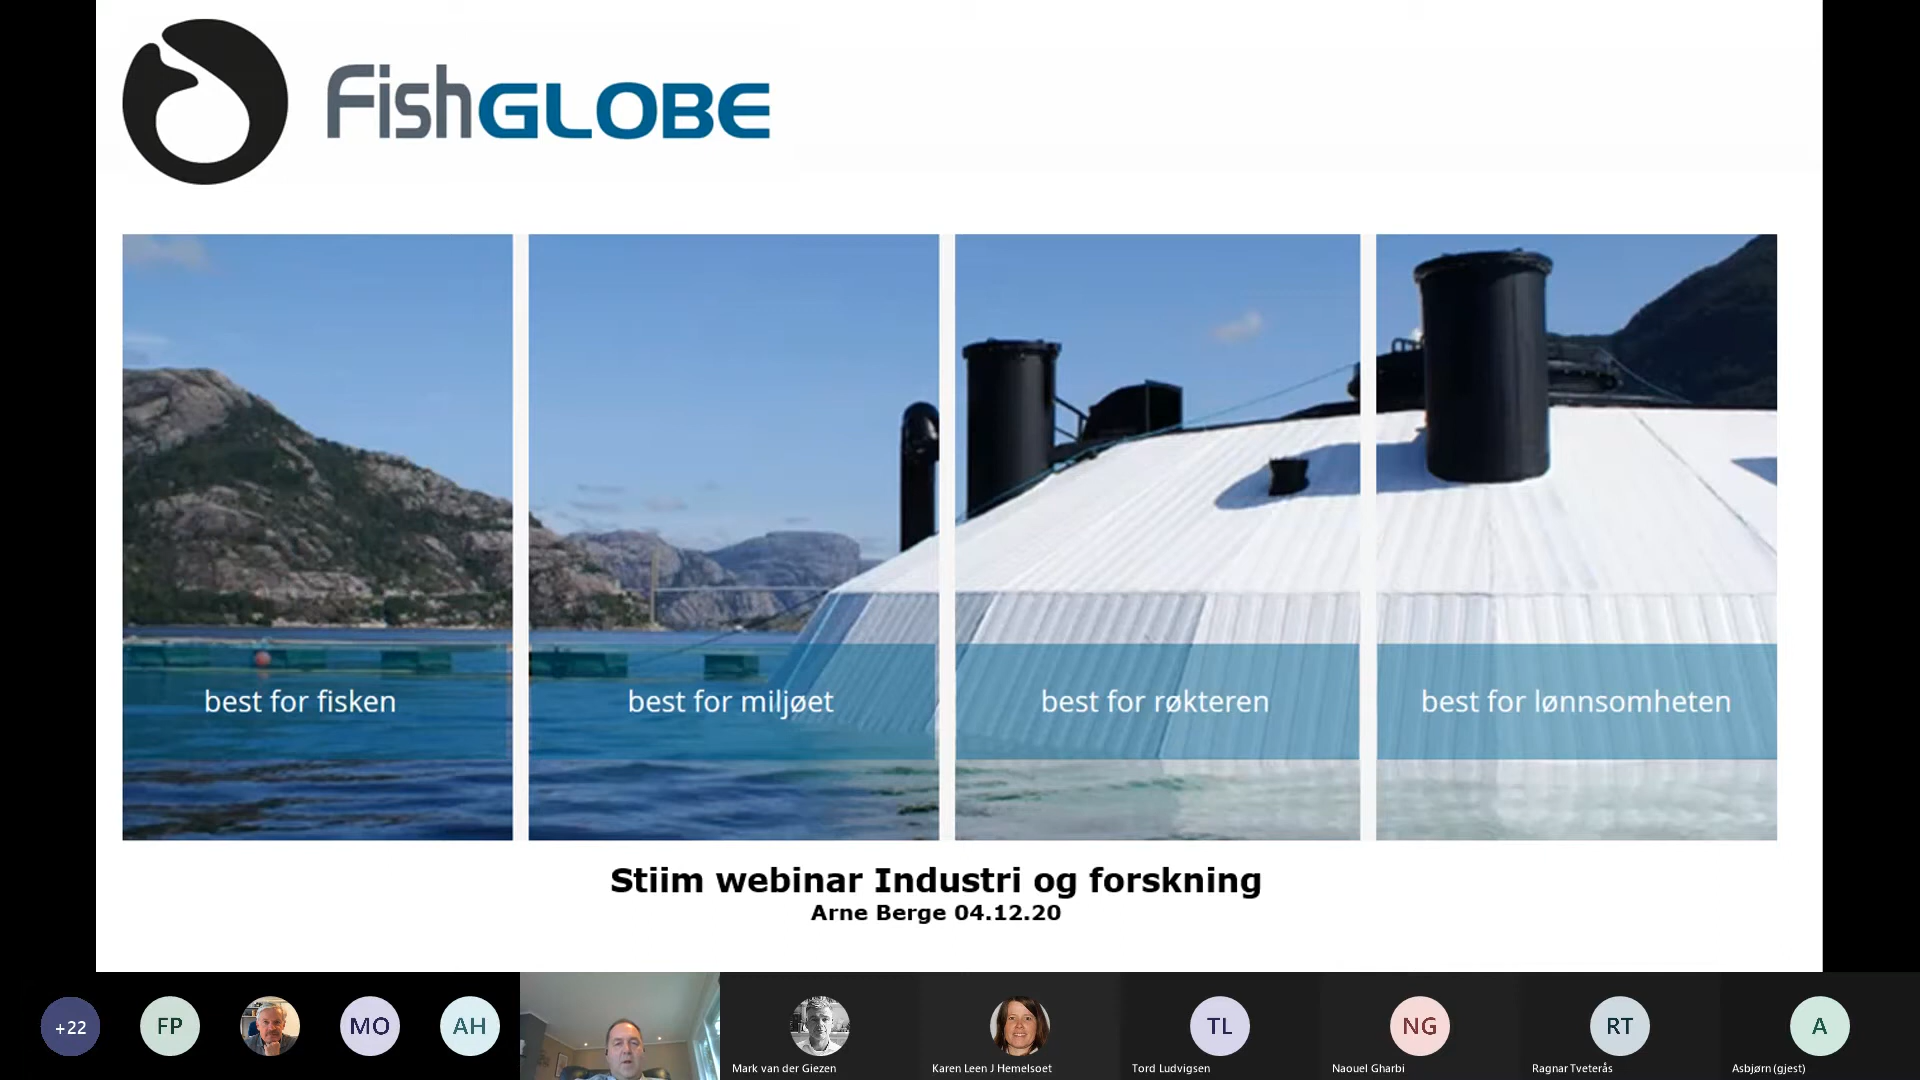 FishGLOBE
best for fisken
best for miljøet
best for røkteren
best for lønnsomheten
Stiim webinar Industri og forskning
Arne Berge 04.12.20
+22
FP
MO
AH
Mark van der Giezen
Karen Leen J Hemelsoet
TL
Tord Ludvigsen
NG
Naouel Gharbi
RT
Ragnar Tveterås
A
Asbjørn (gjest)